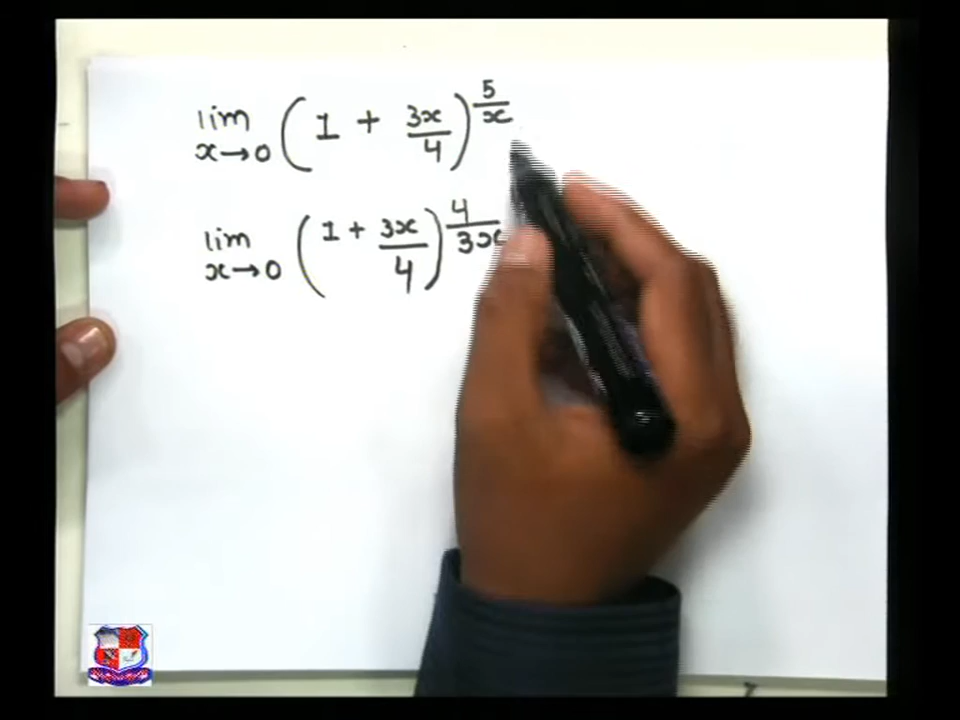 lim x→0 (1 + 3x/4)^5/x
lim x→0 (1 + 3x/4)^4/3x